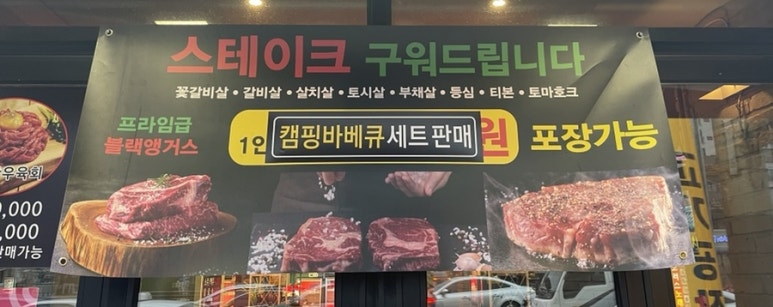 스테이크 구워드립니다
꽃갈비살 • 갈비살 • 살치살 • 토시살 • 부채살 • 등심 • 티본 • 토마호크
프라임급
블랙앵거스
1인 캠핑바베큐세트판매 원 포장가능
우육회
,000
,000
판매가능